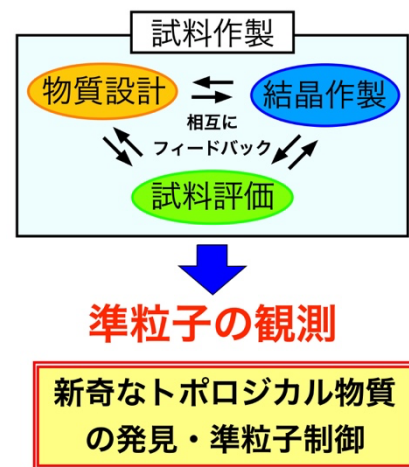 試料作製
物質設計
結晶作製
相互に
フィードバック
試料評価
準粒子の観測
新奇なトポロジカル物質
の発見・準粒子制御